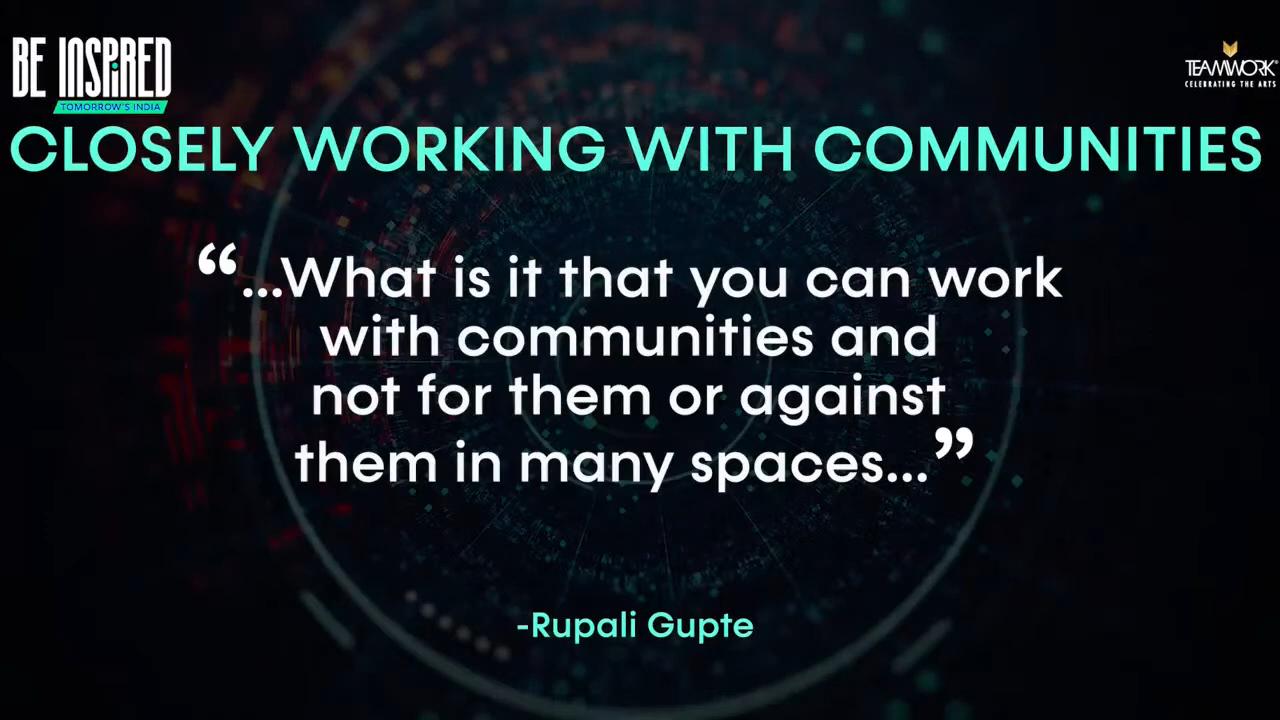 BE INSPIRED
TOMORROW'S INDIA
TEAMWORK®
CELEBRATING THE ARTS
CLOSELY WORKING WITH COMMUNITIES
“...What is it that you can work
with communities and
not for them or against
them in many spaces...”
-Rupali Gupte